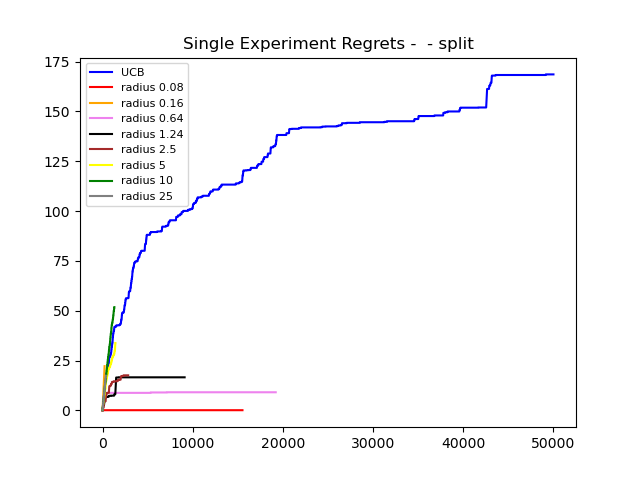 Single Experiment Regrets -  - split
175
150
125
100
75
50
25
0
UCB
radius 0.08
radius 0.16
radius 0.64
radius 1.24
radius 2.5
radius 5
radius 10
radius 25
0 10000 20000 30000 40000 50000